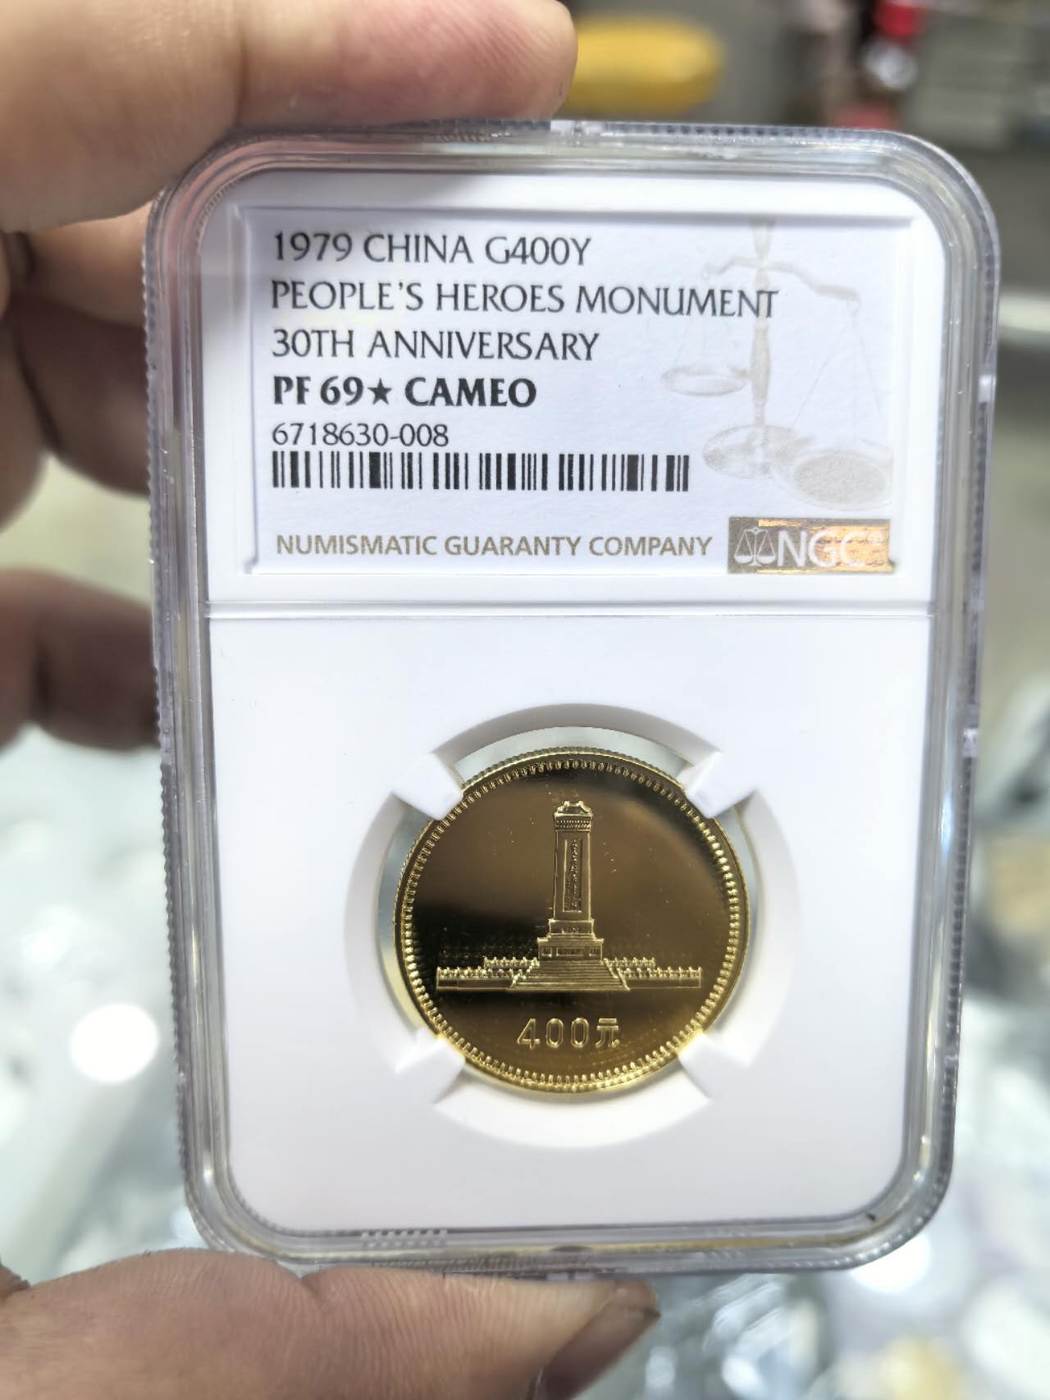 1979 CHINA G400Y
PEOPLE'S HEROES MONUMENT
30TH ANNIVERSARY
PF 69★ CAMEO
6718630-008
NUMISMATIC GUARANTY COMPANY
NGC
400元